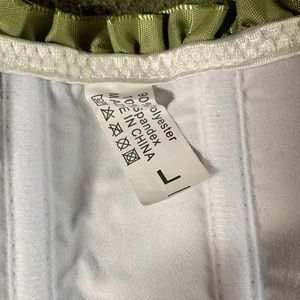 90%Polyester
10%Spandex
MADE IN CHINA
L